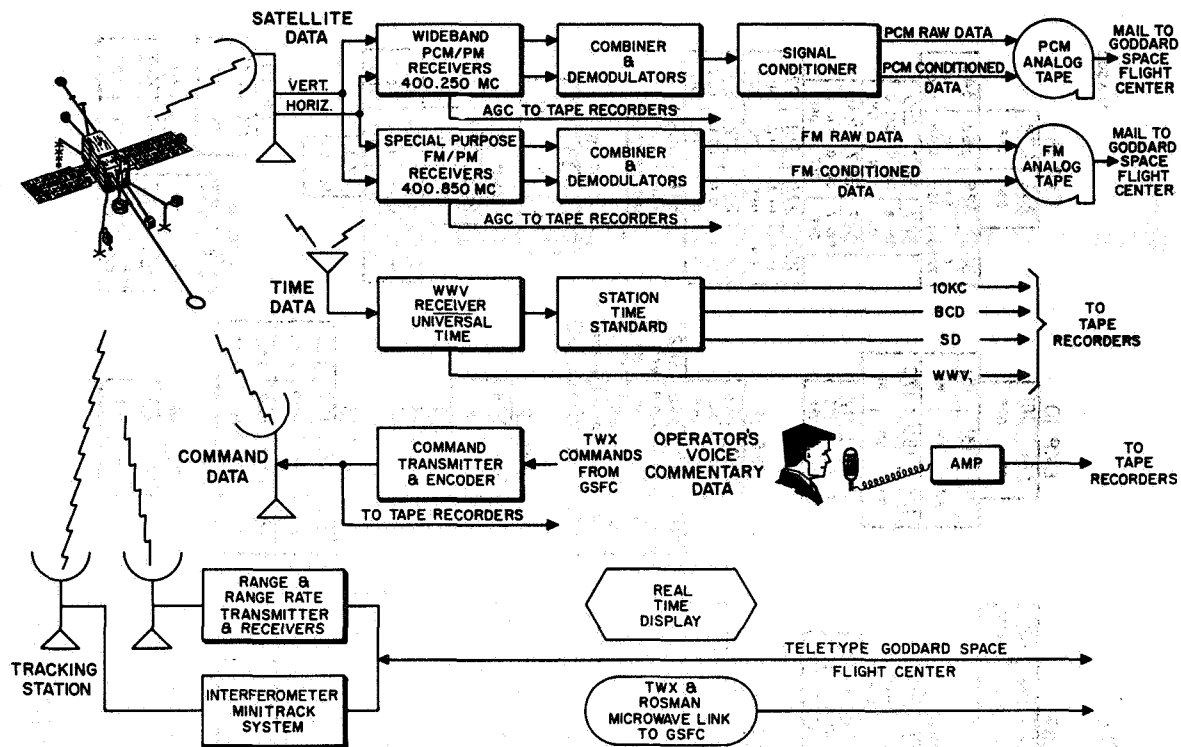 SATELLITE
DATA
VERT.
HORIZ.
WIDEBAND
PCM/PM
RECEIVERS
400.250 MC
COMBINER
&
DEMODULATORS
SIGNAL
CONDITIONER
PCM RAW DATA
PCM CONDITIONED
DATA
PCM
ANALOG
TAPE
MAIL TO
GODDARD
SPACE
FLIGHT
CENTER
AGC TO TAPE RECORDERS
SPECIAL PURPOSE
FM/PM
RECEIVERS
400.850 MC
COMBINER
&
DEMODULATORS
FM RAW DATA
FM CONDITIONED
DATA
FM
ANALOG
TAPE
MAIL TO
GODDARD
SPACE
FLIGHT
CENTER
AGC TO TAPE RECORDERS
TIME
DATA
WWV
RECEIVER
UNIVERSAL
TIME
STATION
TIME
STANDARD
10KC
BCD
SD
WWV
TO
TAPE
RECORDERS
COMMAND
DATA
COMMAND
TRANSMITTER
& ENCODER
TWX
COMMANDS
FROM
GSFC
TO TAPE RECORDERS
OPERATOR'S
VOICE
COMMENTARY
DATA
AMP
TO
TAPE
RECORDERS
TRACKING
STATION
RANGE &
RANGE RATE
TRANSMITTER
& RECEIVERS
INTERFEROMETER
MINITRACK
SYSTEM
REAL
TIME
DISPLAY
TELETYPE GODDARD SPACE
FLIGHT CENTER
TWX &
ROSMAN
MICROWAVE LINK
TO GSFC